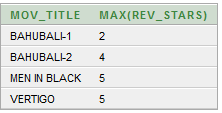 MOV_TITLE MAX(REV_STARS)
BAHUBALI-1 2
BAHUBALI-2 4
MEN IN BLACK 5
VERTIGO 5